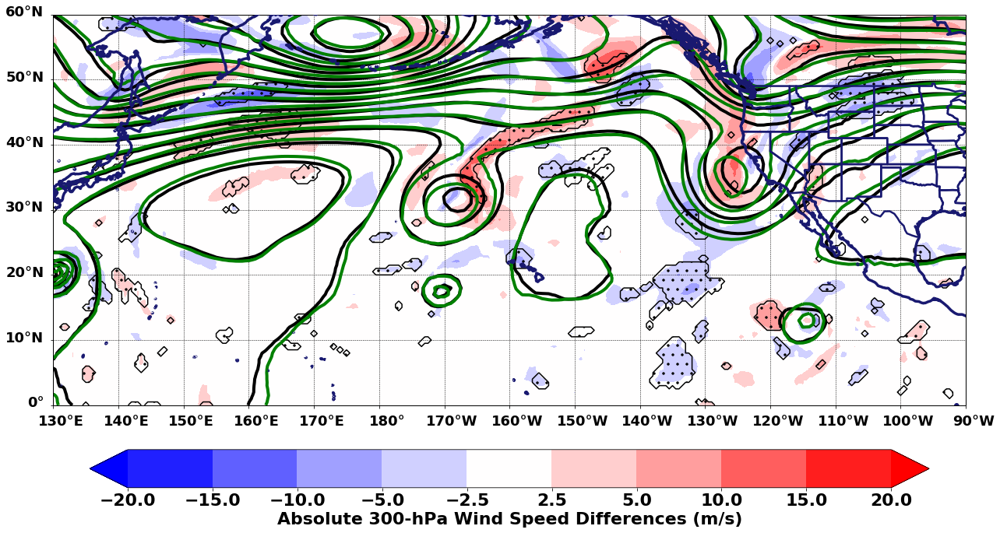 60°N
50°N
40°N
30°N
20°N
10°N
0°
130°E 140°E 150°E 160°E 170°E 180° 170°W 160°W 150°W 140°W 130°W 120°W 110°W 100°W 90°W
−20.0 −15.0 −10.0 −5.0 −2.5 2.5 5.0 10.0 15.0 20.0
Absolute 300-hPa Wind Speed Differences (m/s)